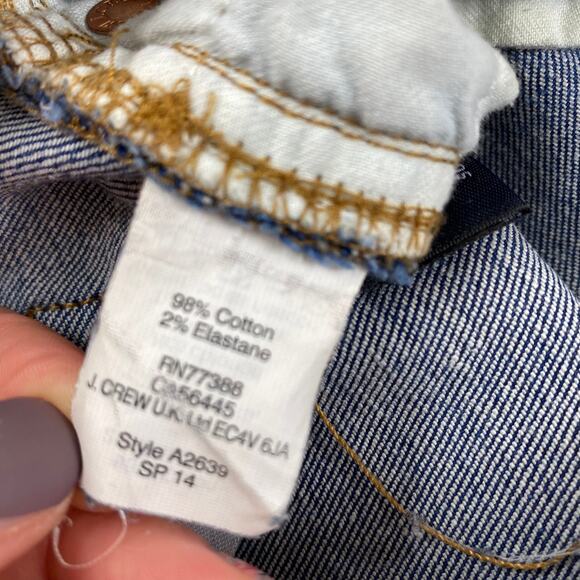 98% Cotton
2% Elastane
RN77388
CA56445
J. CREW U.K. Ltd EC4V 6JA
Style A2639
SP 14